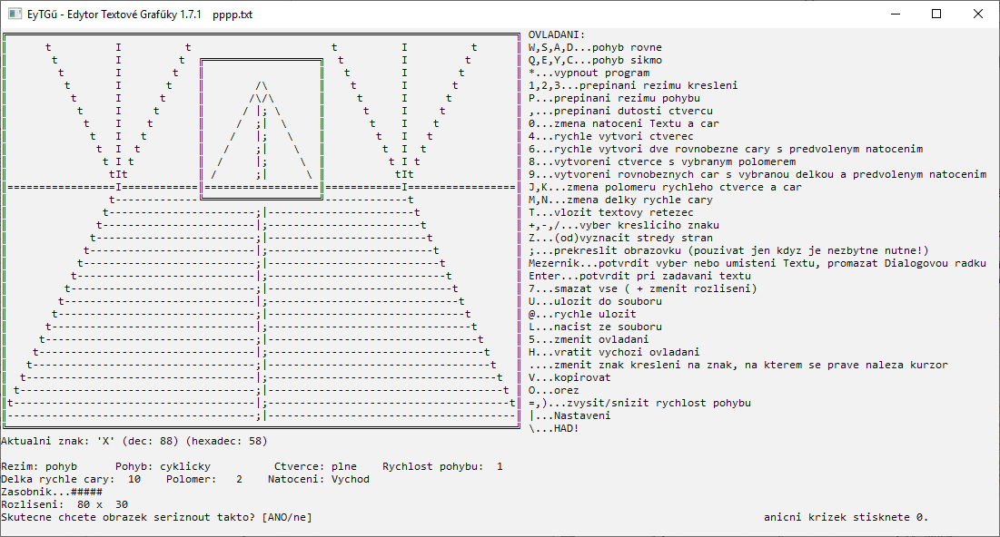 EyTGű - Edytor Textové Grafűky 1.7.1    pppp.txt
OVLADANI:
W,S,A,D...pohyb rovne
Q,E,Y,C...pohyb sikmo
*...vypnout program
1,2,3...prepinani rezimu kresleni
P...prepinani rezimu pohybu
,...prepinani dutosti ctvercu
0...zmena natoceni Textu a car
4...rychle vytvori ctverec
6...rychle vytvori dve rovnobezne cary s predvolenym natocenim
8...vytvoreni ctverce s vybranym polomerem
9...vytvoreni rovnobeznych car s vybranou delkou a predvolenym natocenim
J,K...zmena polomeru rychleho ctverce a car
M,N...zmena delky rychle cary
T...vlozit textovy retezec
+,-,/...vyber kresliciho znaku
Z...(od)vyznacit stredy stran
;...prekreslit obrazovku (pouzivat jen kdyz je nezbytne nutne!)
Mezernik...potvrdit vyber nebo umisteni Textu, promazat Dialogovou radku
Enter...potvrdit pri zadavani textu
7...smazat vse ( + zmenit rozliseni)
U...ulozit do souboru
@...rychle ulozit
L...nacist ze souboru
5...zmenit ovladani
H...vratit vychozi ovladani
....zmenit znak kresleni na znak, na kterem se prave naleza kurzor
V...kopirovat
O...orez
=,)...zvysit/snizit rychlost pohybu
|...Nastaveni
\...HAD!
Aktualni znak: 'X' (dec: 88) (hexadec: 58)
Rezim: pohyb      Pohyb: cyklicky          Ctverce: plne    Rychlost pohybu:  1
Delka rychle cary:  10    Polomer:   2    Natoceni: Vychod
Zasobnik...#####
Rozliseni:  80 x  30
Skutecne chcete obrazek seriznout takto? [ANO/ne]
anicni krizek stisknete 0.